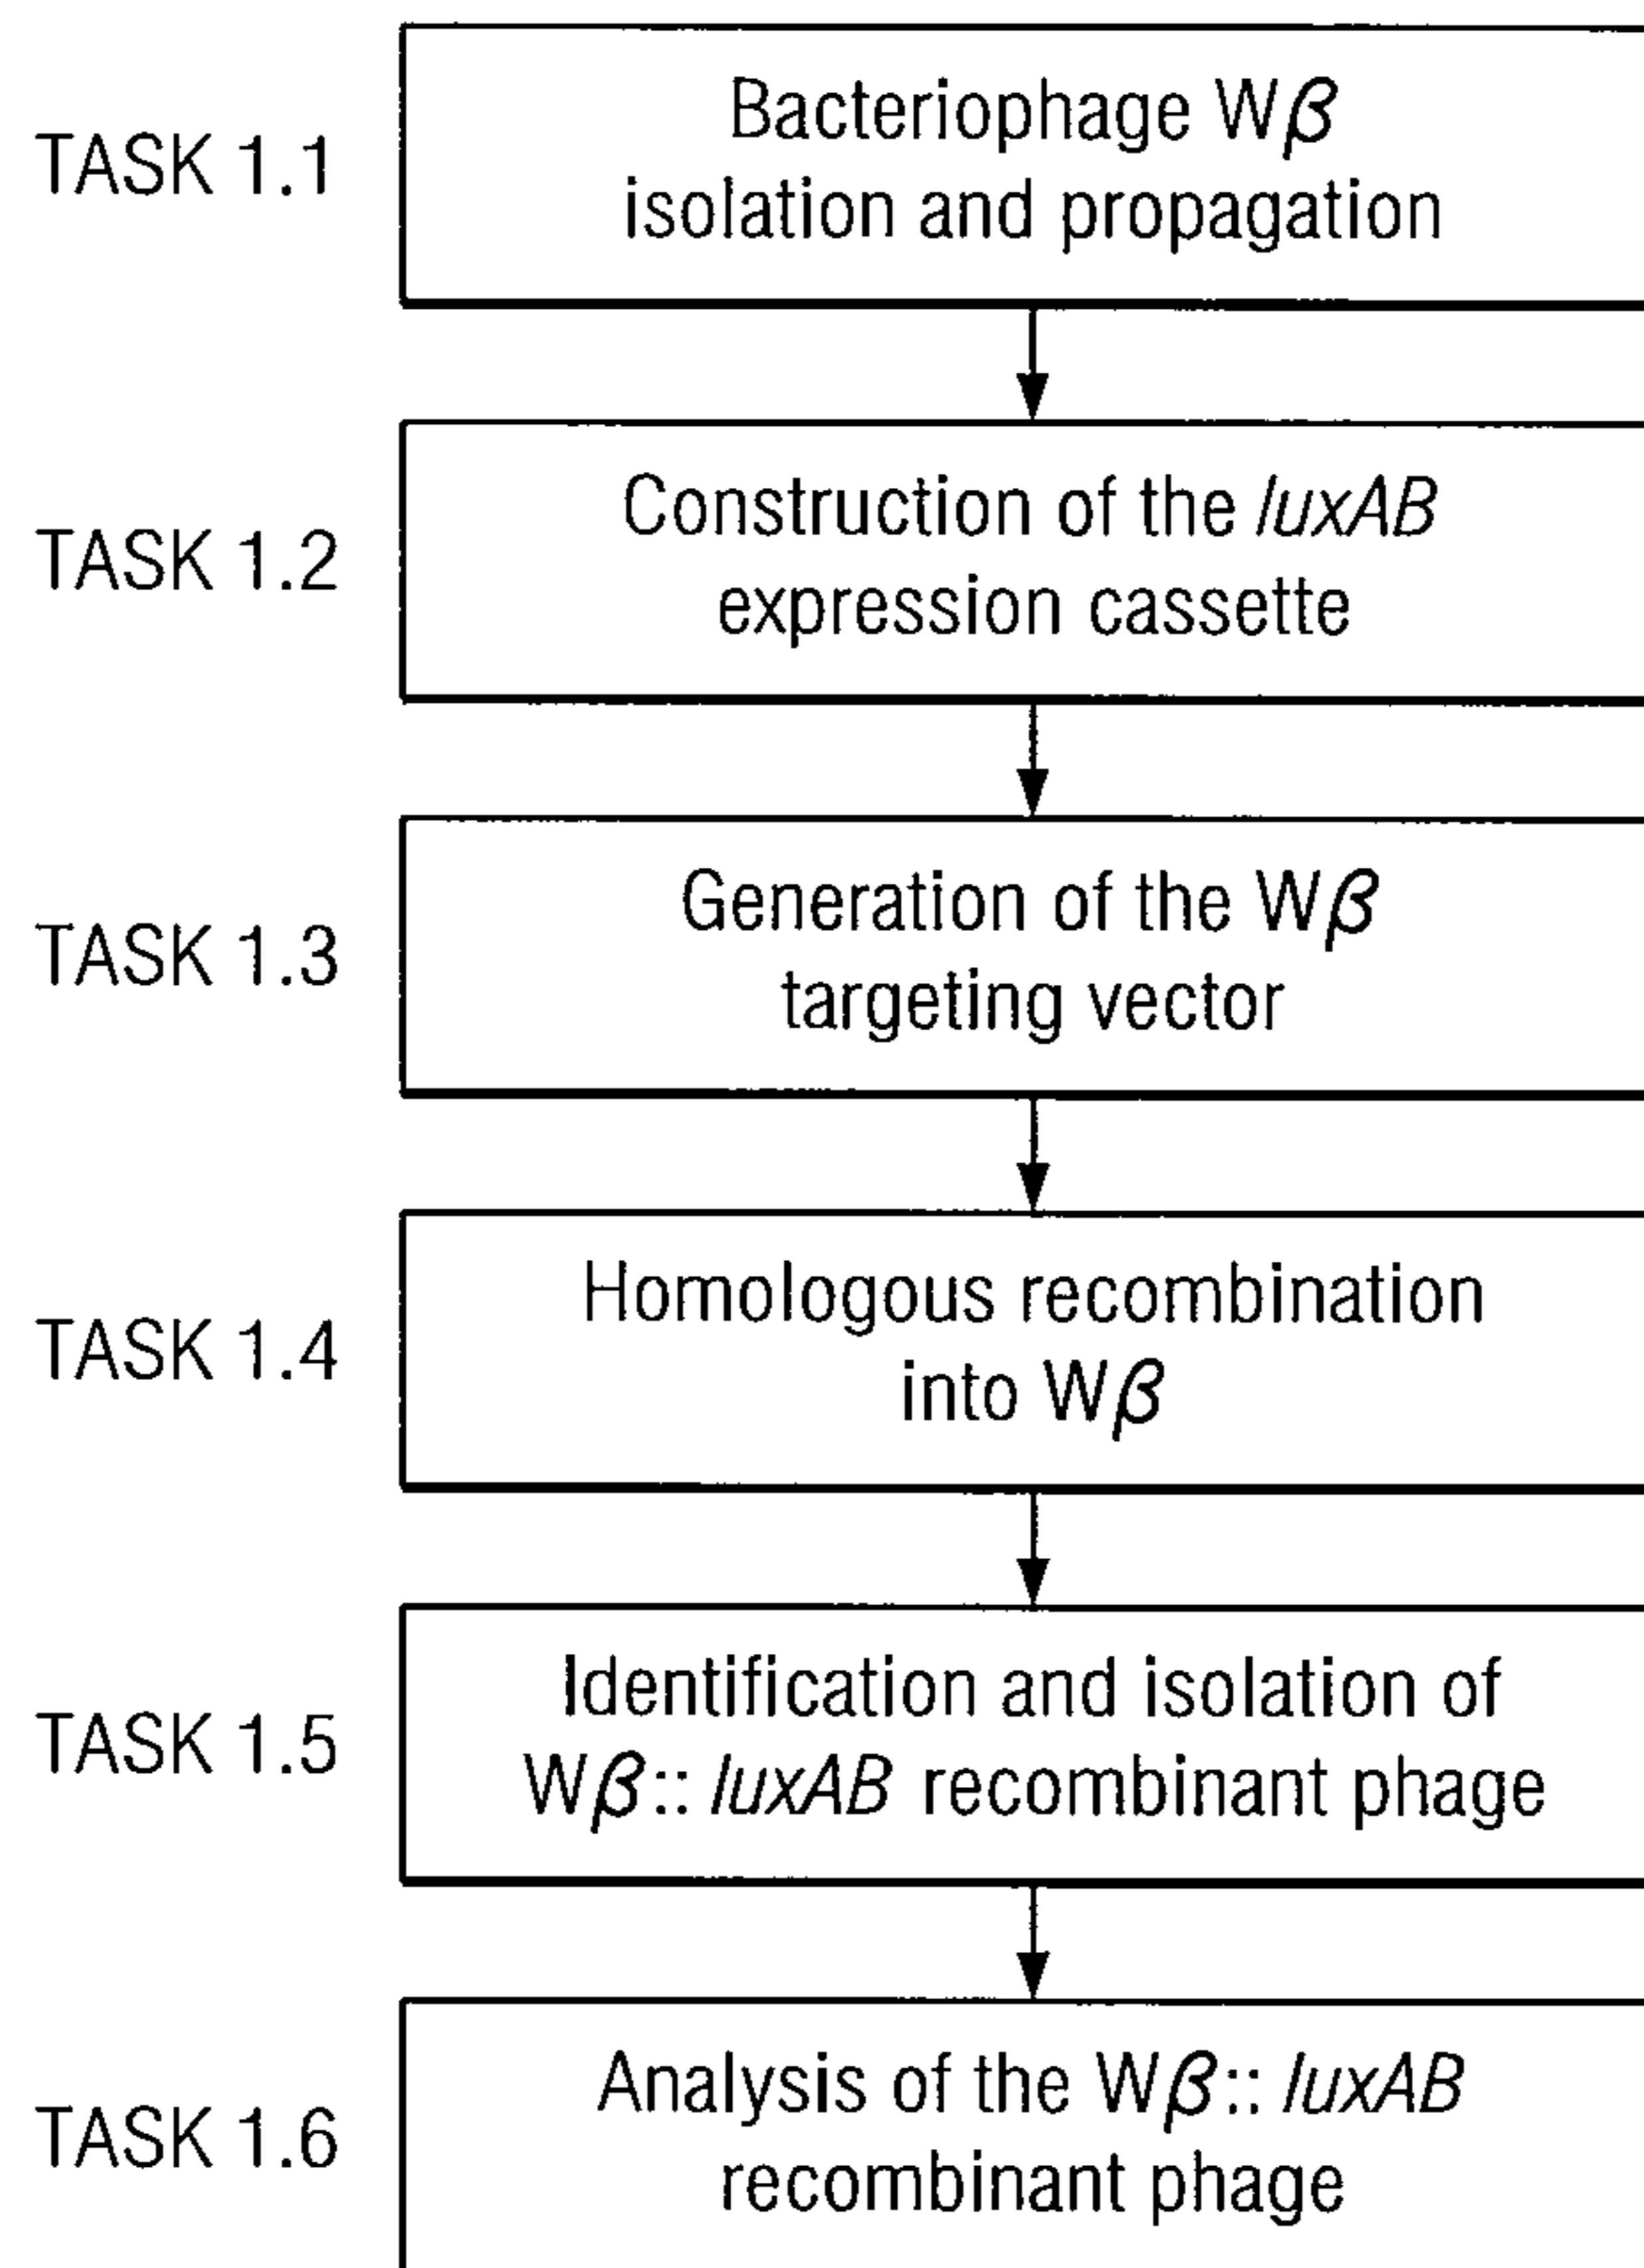 TASK 1.1
Bacteriophage Wβ
isolation and propagation
TASK 1.2
Construction of the luxAB
expression cassette
TASK 1.3
Generation of the Wβ
targeting vector
TASK 1.4
Homologous recombination
into Wβ
TASK 1.5
Identification and isolation of
Wβ:: luxAB recombinant phage
TASK 1.6
Analysis of the Wβ:: luxAB
recombinant phage